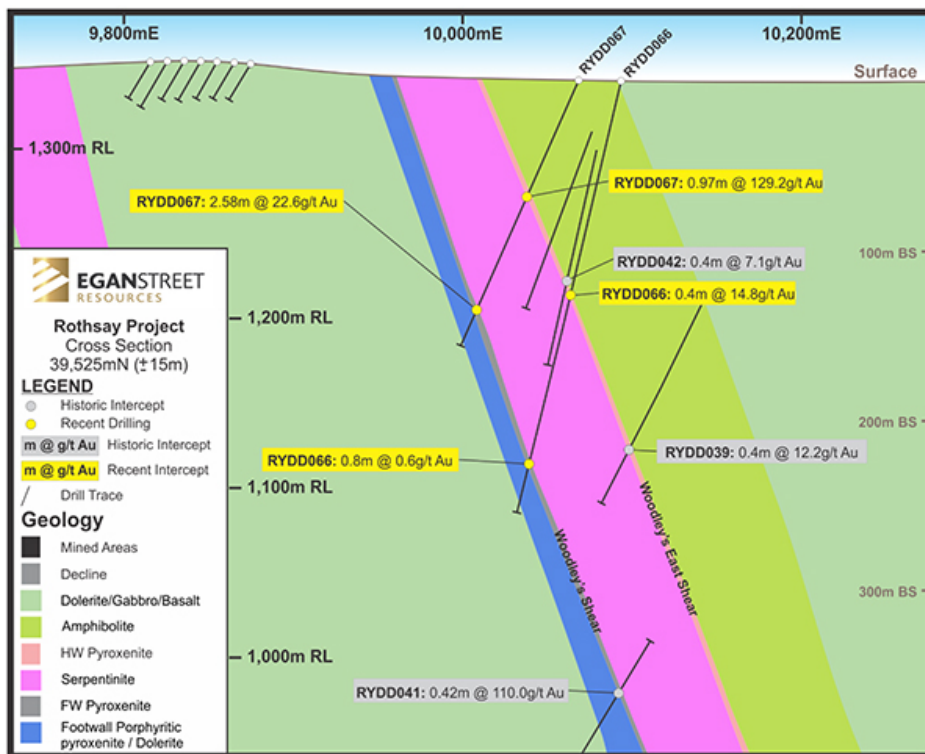 9,800mE
10,000mE
10,200mE
RYDD067
RYDD066
Surface
1,300m RL
RYDD067: 2.58m @ 22.6g/t Au
RYDD067: 0.97m @ 129.2g/t Au
100m BS
RYDD042: 0.4m @ 7.1g/t Au
RYDD066: 0.4m @ 14.8g/t Au
1,200m RL
200m BS
RYDD039: 0.4m @ 12.2g/t Au
RYDD066: 0.8m @ 0.6g/t Au
1,100m RL
Woodley's Shear
Woodley's East Shear
300m BS
1,000m RL
RYDD041: 0.42m @ 110.0g/t Au
EGANSTREET
RESOURCES
Rothsay Project
Cross Section
39,525mN (±15m)
LEGEND
Historic Intercept
Recent Drilling
m @ g/t Au Historic Intercept
m @ g/t Au Recent Intercept
Drill Trace
Geology
Mined Areas
Decline
Dolerite/Gabbro/Basalt
Amphibolite
HW Pyroxenite
Serpentinite
FW Pyroxenite
Footwall Porphyritic
pyroxenite / Dolerite